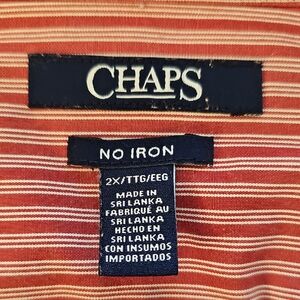 CHAPS
NO IRON
2X/TTG/EEG
MADE IN
SRI LANKA
FABRIQUÉ AU
SRI LANKA
HECHO EN
SRI LANKA
CON INSUMOS
IMPORTADOS